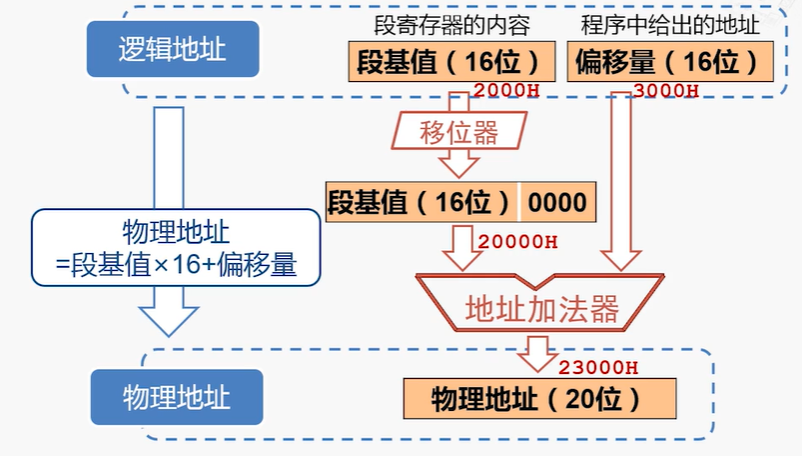 段寄存器的内容 程序中给出的地址
逻辑地址 段基值（16位） 偏移量（16位）
2000H 3000H
移位器
段基值（16位） 0000
物理地址
=段基值×16+偏移量
20000H
地址加法器
23000H
物理地址 物理地址（20位）